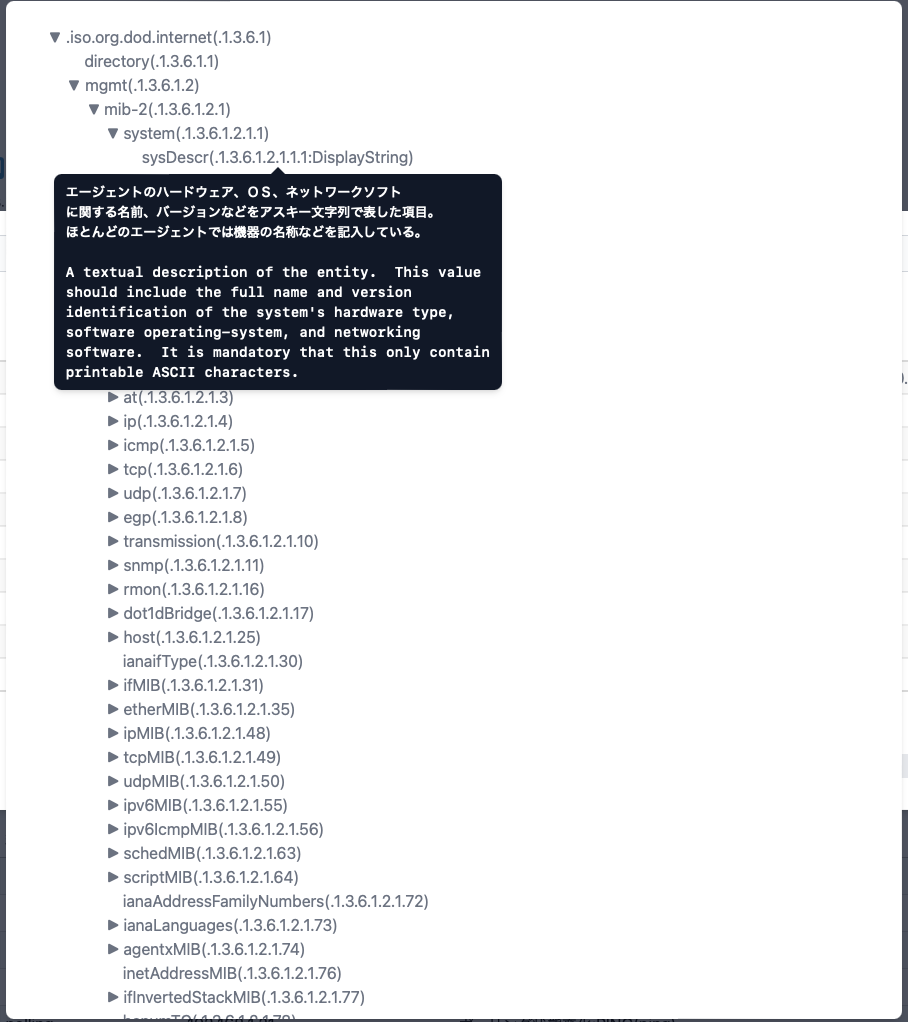 ▼ .iso.org.dod.internet(.1.3.6.1)
directory(.1.3.6.1.1)
▼ mgmt(.1.3.6.1.2)
▼ mib-2(.1.3.6.1.2.1)
▼ system(.1.3.6.1.2.1.1)
sysDescr(.1.3.6.1.2.1.1.1:DisplayString)
エージェントのハードウェア、ＯＳ、ネットワークソフト
に関する名前、バージョンなどをアスキー文字列で表した項目。
ほとんどのエージェントでは機器の名称などを記入している。
A textual description of the entity.  This value
should include the full name and version
identification of the system's hardware type,
software operating-system, and networking
software.  It is mandatory that this only contain
printable ASCII characters.
▶ at(.1.3.6.1.2.1.3)
▶ ip(.1.3.6.1.2.1.4)
▶ icmp(.1.3.6.1.2.1.5)
▶ tcp(.1.3.6.1.2.1.6)
▶ udp(.1.3.6.1.2.1.7)
▶ egp(.1.3.6.1.2.1.8)
▶ transmission(.1.3.6.1.2.1.10)
▶ snmp(.1.3.6.1.2.1.11)
▶ rmon(.1.3.6.1.2.1.16)
▶ dot1dBridge(.1.3.6.1.2.1.17)
▶ host(.1.3.6.1.2.1.25)
ianaifType(.1.3.6.1.2.1.30)
▶ ifMIB(.1.3.6.1.2.1.31)
▶ etherMIB(.1.3.6.1.2.1.35)
▶ ipMIB(.1.3.6.1.2.1.48)
▶ tcpMIB(.1.3.6.1.2.1.49)
▶ udpMIB(.1.3.6.1.2.1.50)
▶ ipv6MIB(.1.3.6.1.2.1.55)
▶ ipv6IcmpMIB(.1.3.6.1.2.1.56)
▶ schedMIB(.1.3.6.1.2.1.63)
▶ scriptMIB(.1.3.6.1.2.1.64)
ianaAddressFamilyNumbers(.1.3.6.1.2.1.72)
▶ ianaLanguages(.1.3.6.1.2.1.73)
▶ agentxMIB(.1.3.6.1.2.1.74)
inetAddressMIB(.1.3.6.1.2.1.76)
▶ ifInvertedStackMIB(.1.3.6.1.2.1.77)